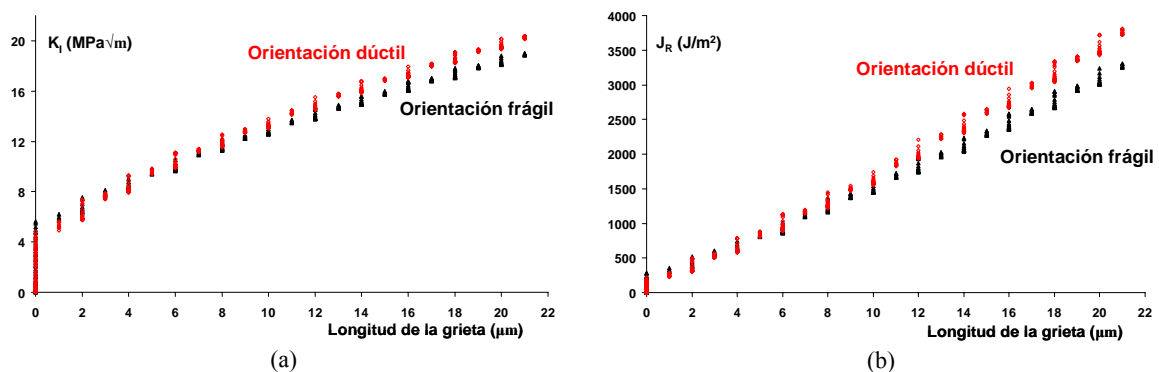 K_I (MPa√m)
20
16
12
8
4
0
Orientación dúctil
Orientación frágil
0 2 4 6 8 10 12 14 16 18 20 22
Longitud de la grieta (μm)
(a)
J_R (J/m²)
4000
3500
3000
2500
2000
1500
1000
500
0
Orientación dúctil
Orientación frágil
0 2 4 6 8 10 12 14 16 18 20 22
Longitud de la grieta (μm)
(b)